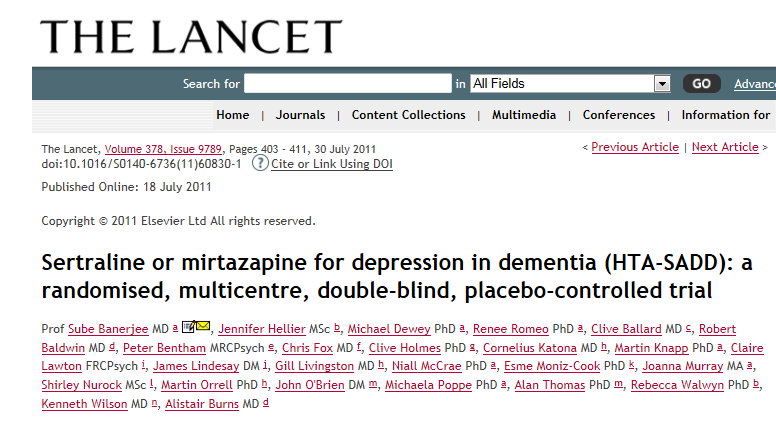 THE LANCET
Search for in All Fields GO Advanc
Home | Journals | Content Collections | Multimedia | Conferences | Information for
The Lancet, Volume 378, Issue 9789, Pages 403 - 411, 30 July 2011
< Previous Article | Next Article >
doi:10.1016/S0140-6736(11)60830-1 ? Cite or Link Using DOI
Published Online: 18 July 2011
Copyright © 2011 Elsevier Ltd All rights reserved.
Sertraline or mirtazapine for depression in dementia (HTA-SADD): a
randomised, multicentre, double-blind, placebo-controlled trial
Prof Sube Banerjee MD a, Jennifer Hellier MSc b, Michael Dewey PhD a, Renee Romeo PhD a, Clive Ballard MD c, Robert
Baldwin MD d, Peter Bentham MRCPsych e, Chris Fox MD f, Clive Holmes PhD g, Cornelius Katona MD h, Martin Knapp PhD a, Claire
Lawton FRCPsych i, James Lindesay DM j, Gill Livingston MD h, Niall McCrae PhD a, Esme Moniz-Cook PhD k, Joanna Murray MA a,
Shirley Nurock MSc l, Martin Orrell PhD h, John O'Brien DM m, Michaela Poppe PhD a, Alan Thomas PhD m, Rebecca Walwyn PhD b,
Kenneth Wilson MD n, Alistair Burns MD d